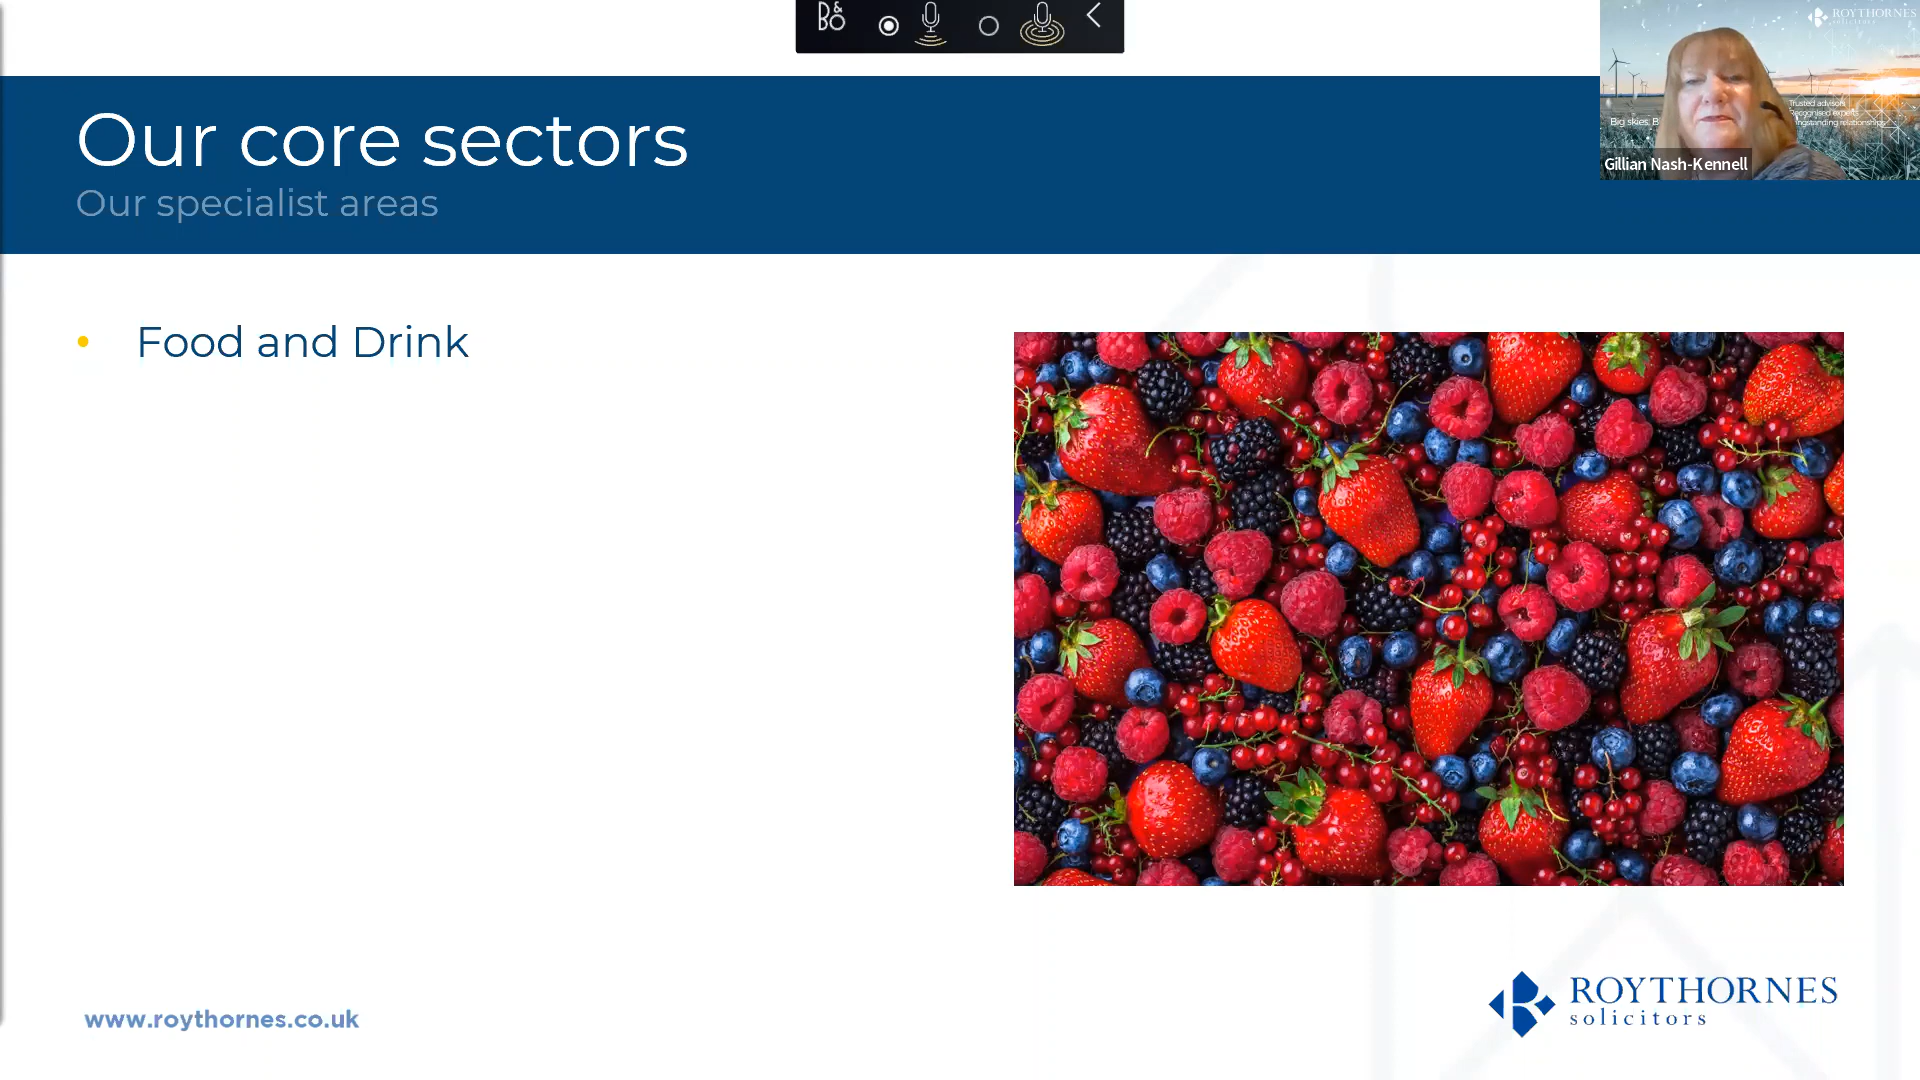 B&O
ROYTHORNES
solicitors
Trusted advisors
Recognised experts
Longstanding relationships
Big skies. B
Gillian Nash-Kennell
Our core sectors
Our specialist areas
• Food and Drink
www.roythornes.co.uk
ROYTHORNES
solicitors